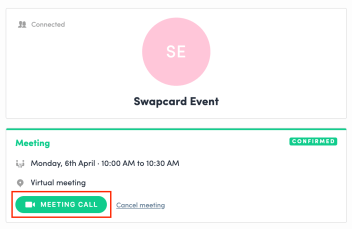 Connected
SE
Swapcard Event
Meeting CONFIRMED
Monday, 6th April · 10:00 AM to 10:30 AM
Virtual meeting
MEETING CALL Cancel meeting